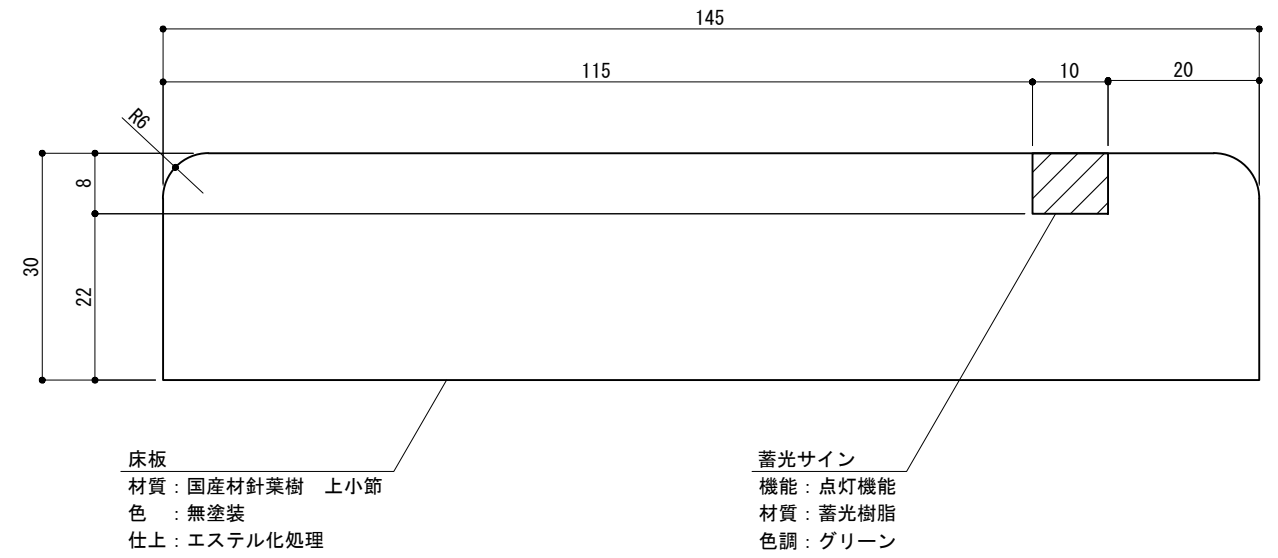 145
115
10
20
R6
8
30
22
床板
材質：国産材針葉樹　上小節
色　：無塗装
仕上：エステル化処理
蓄光サイン
機能：点灯機能
材質：蓄光樹脂
色調：グリーン